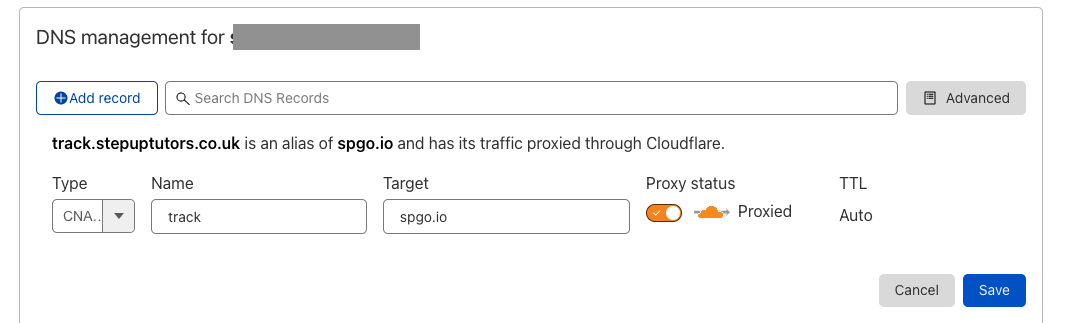 DNS management for
Add record
Search DNS Records
Advanced
track.stepuptutors.co.uk is an alias of spgo.io and has its traffic proxied through Cloudflare.
Type Name Target Proxy status TTL
CNA.. track spgo.io Proxied Auto
Cancel Save